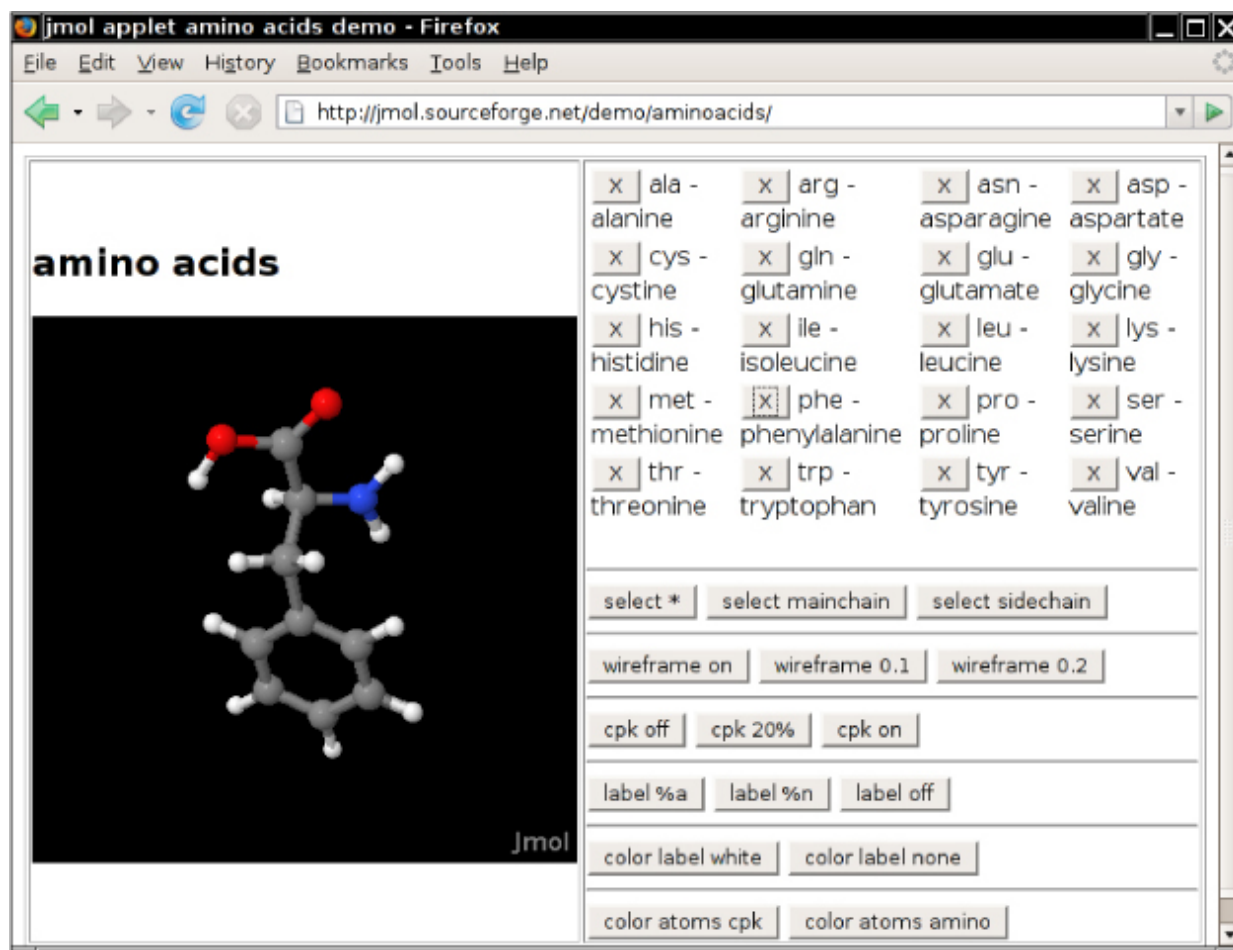 jmol applet amino acids demo - Firefox
File Edit View History Bookmarks Tools Help
http://jmol.sourceforge.net/demo/aminoacids/
amino acids
Jmol
x ala - x arg - x asn - x asp -
alanine arginine asparagine aspartate
x cys - x gln - x glu - x gly -
cystine glutamine glutamate glycine
x his - x ile - x leu - x lys -
histidine isoleucine leucine lysine
x met - x phe - x pro - x ser -
methionine phenylalanine proline serine
x thr - x trp - x tyr - x val -
threonine tryptophan tyrosine valine
select * select mainchain select sidechain
wireframe on wireframe 0.1 wireframe 0.2
cpk off cpk 20% cpk on
label %a label %n label off
color label white color label none
color atoms cpk color atoms amino